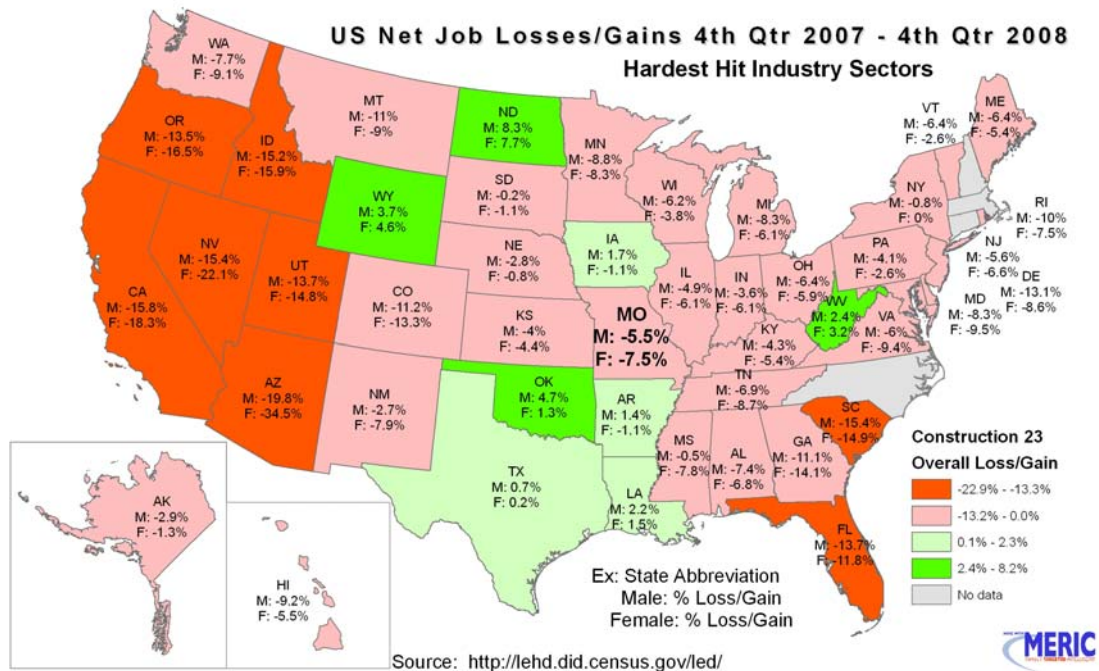 US Net Job Losses/Gains 4th Qtr 2007 - 4th Qtr 2008
Hardest Hit Industry Sectors
WA
M: -7.7%
F: -9.1%
OR
M: -13.5%
F: -16.5%
ID
M: -15.2%
F: -15.9%
MT
M: -11%
F: -9%
ND
M: 8.3%
F: 7.7%
MN
M: -8.8%
F: -8.3%
VT
M: -6.4%
F: -2.6%
ME
M: -6.4%
F: -5.4%
WY
M: 3.7%
F: 4.6%
SD
M: -0.2%
F: -1.1%
WI
M: -6.2%
F: -3.8%
MI
M: -8.3%
F: -6.1%
NY
M: -0.8%
F: 0%
RI
M: -10%
F: -7.5%
CA
M: -15.8%
F: -18.3%
NV
M: -15.4%
F: -22.1%
UT
M: -13.7%
F: -14.8%
CO
M: -11.2%
F: -13.3%
NE
M: -2.8%
F: -0.8%
IA
M: 1.7%
F: -1.1%
IL
M: -4.9%
F: -6.1%
IN
M: -3.6%
F: -6.1%
OH
M: -6.4%
F: -5.9%
PA
M: -4.1%
F: -2.6%
NJ
M: -5.6%
F: -6.6%
DE
M: -13.1%
F: -8.6%
MD
M: -8.3%
F: -9.5%
WV
M: 2.4%
F: 3.2%
VA
M: -6%
F: -9.4%
KS
M: -4%
F: -4.4%
MO
M: -5.5%
F: -7.5%
KY
M: -4.3%
F: -5.4%
AZ
M: -19.8%
F: -34.5%
NM
M: -2.7%
F: -7.9%
OK
M: 4.7%
F: 1.3%
AR
M: 1.4%
F: -1.1%
TN
M: -6.9%
F: -8.7%
SC
M: -15.4%
F: -14.9%
TX
M: 0.7%
F: 0.2%
LA
M: 2.2%
F: 1.5%
MS
M: -0.5%
F: -7.8%
AL
M: -7.4%
F: -6.8%
GA
M: -11.1%
F: -14.1%
FL
M: -13.7%
F: -11.8%
AK
M: -2.9%
F: -1.3%
HI
M: -9.2%
F: -5.5%
Construction 23
Overall Loss/Gain
-22.9% - -13.3%
-13.2% - 0.0%
0.1% - 2.3%
2.4% - 8.2%
No data
Ex: State Abbreviation
Male: % Loss/Gain
Female: % Loss/Gain
Source: http://lehd.did.census.gov/led/
MERIC